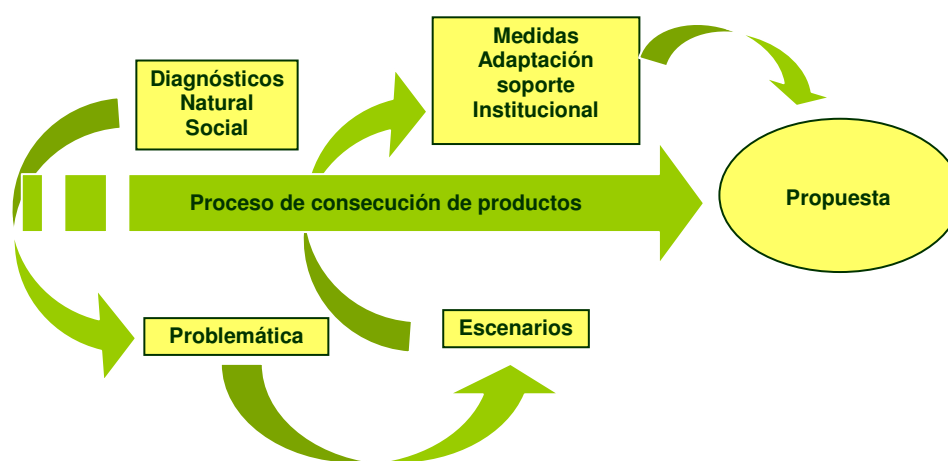 Medidas
Adaptación
soporte
Institucional
Diagnósticos
Natural
Social
Proceso de consecución de productos
Propuesta
Problemática
Escenarios